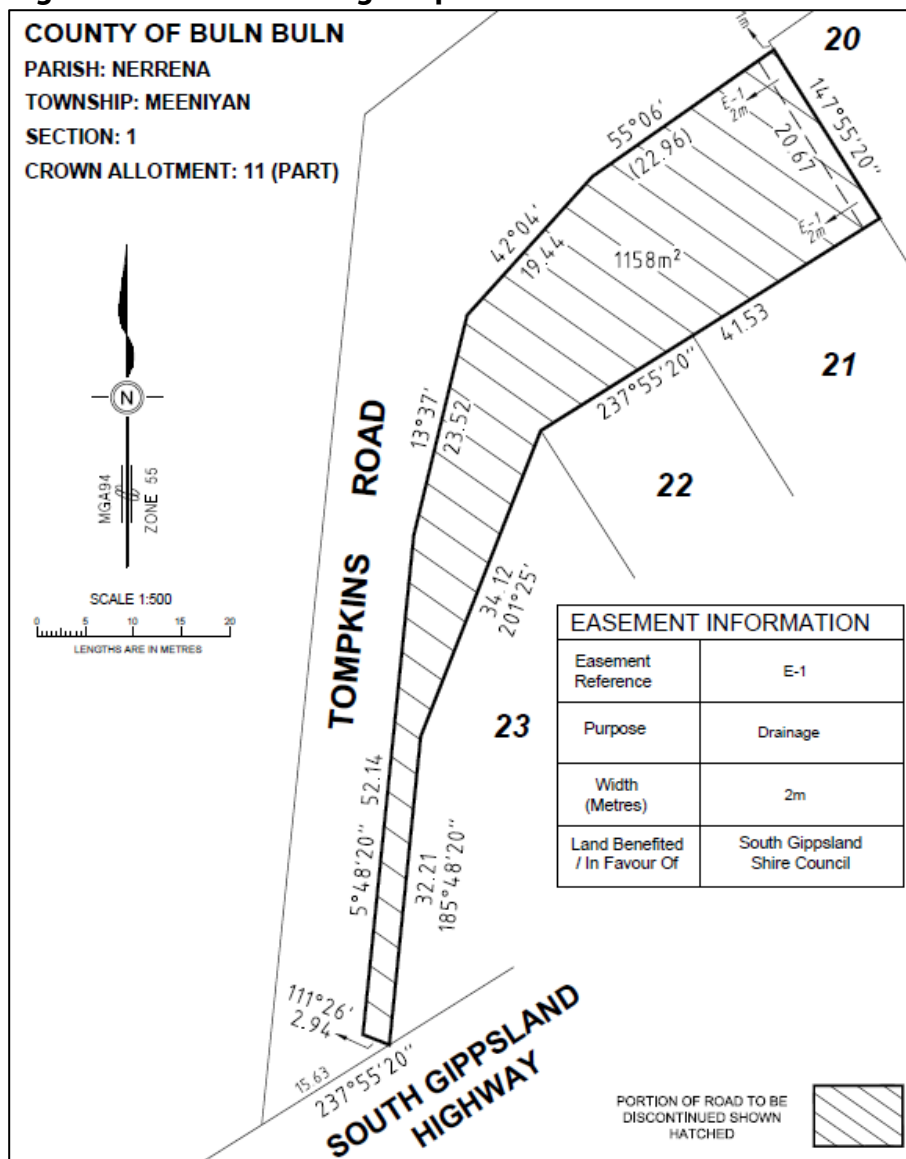 COUNTY OF BULN BULN
PARISH: NERRENA
TOWNSHIP: MEENIYAN
SECTION: 1
CROWN ALLOTMENT: 11 (PART)
1m
20
147°55'20"
E-1
2m
20.67
55°06'
(22.96)
E-1
2m
42°04'
19.44
1158m²
41.53
237°55'20"
21
N
MGA94
ZONE 55
13°37'
23.52
TOMPKINS ROAD
22
SCALE 1:500
0 5 10 15 20
LENGTHS ARE IN METRES
34.12
201°25'
23
EASEMENT INFORMATION
Easement
Reference
E-1
Purpose
Drainage
Width
(Metres)
2m
Land Benefited
/ In Favour Of
South Gippsland
Shire Council
5°48'20" 52.14
32.21
185°48'20"
111°26'
2.94
15.63
237°55'20"
SOUTH GIPPSLAND
HIGHWAY
PORTION OF ROAD TO BE
DISCONTINUED SHOWN
HATCHED